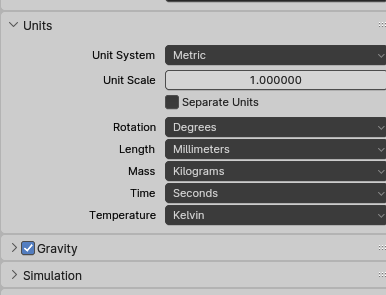 Units
Unit System Metric
Unit Scale 1.000000
Separate Units
Rotation Degrees
Length Millimeters
Mass Kilograms
Time Seconds
Temperature Kelvin
Gravity
Simulation